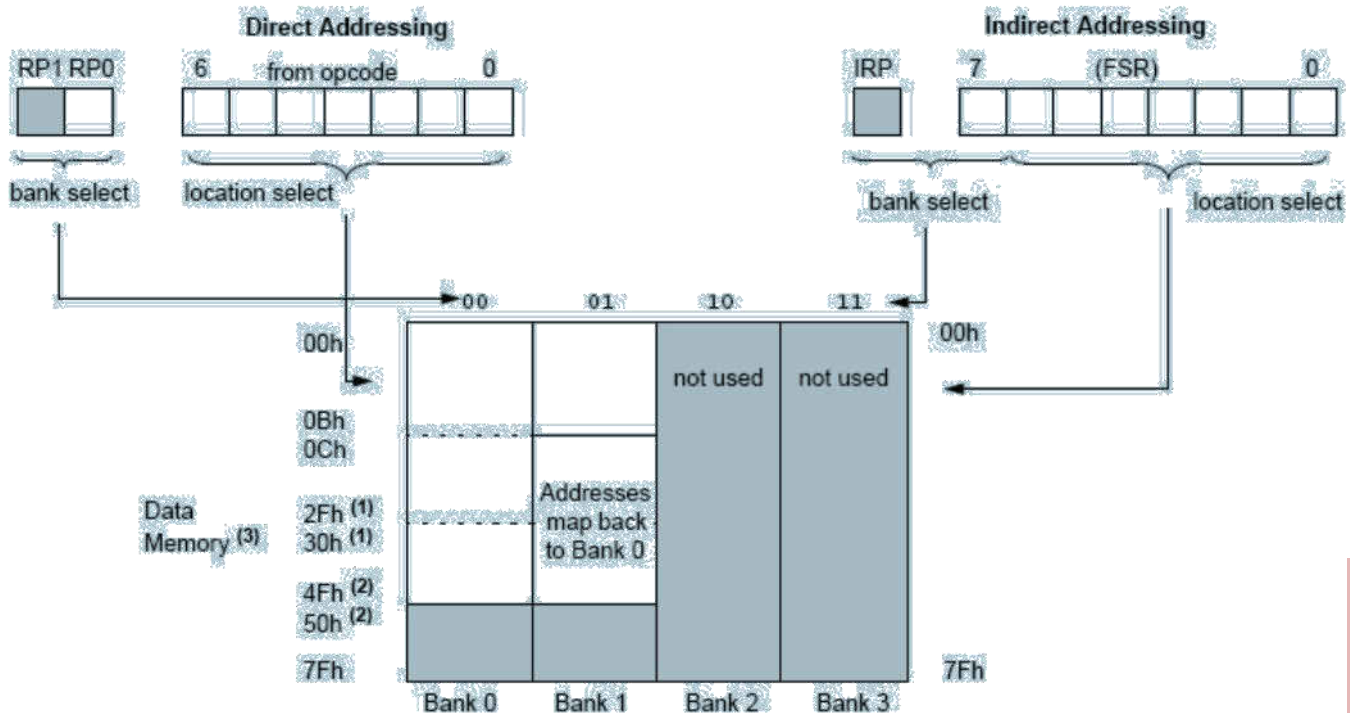 Direct Addressing
Indirect Addressing
RP1 RP0
6 from opcode 0
IRP
7 (FSR) 0
bank select
location select
bank select
location select
00 01 10 11
00h
00h
not used
not used
0Bh
0Ch
Data
Memory (3)
2Fh (1)
30h (1)
Addresses
map back
to Bank 0
4Fh (2)
50h (2)
7Fh
7Fh
Bank 0 Bank 1 Bank 2 Bank 3